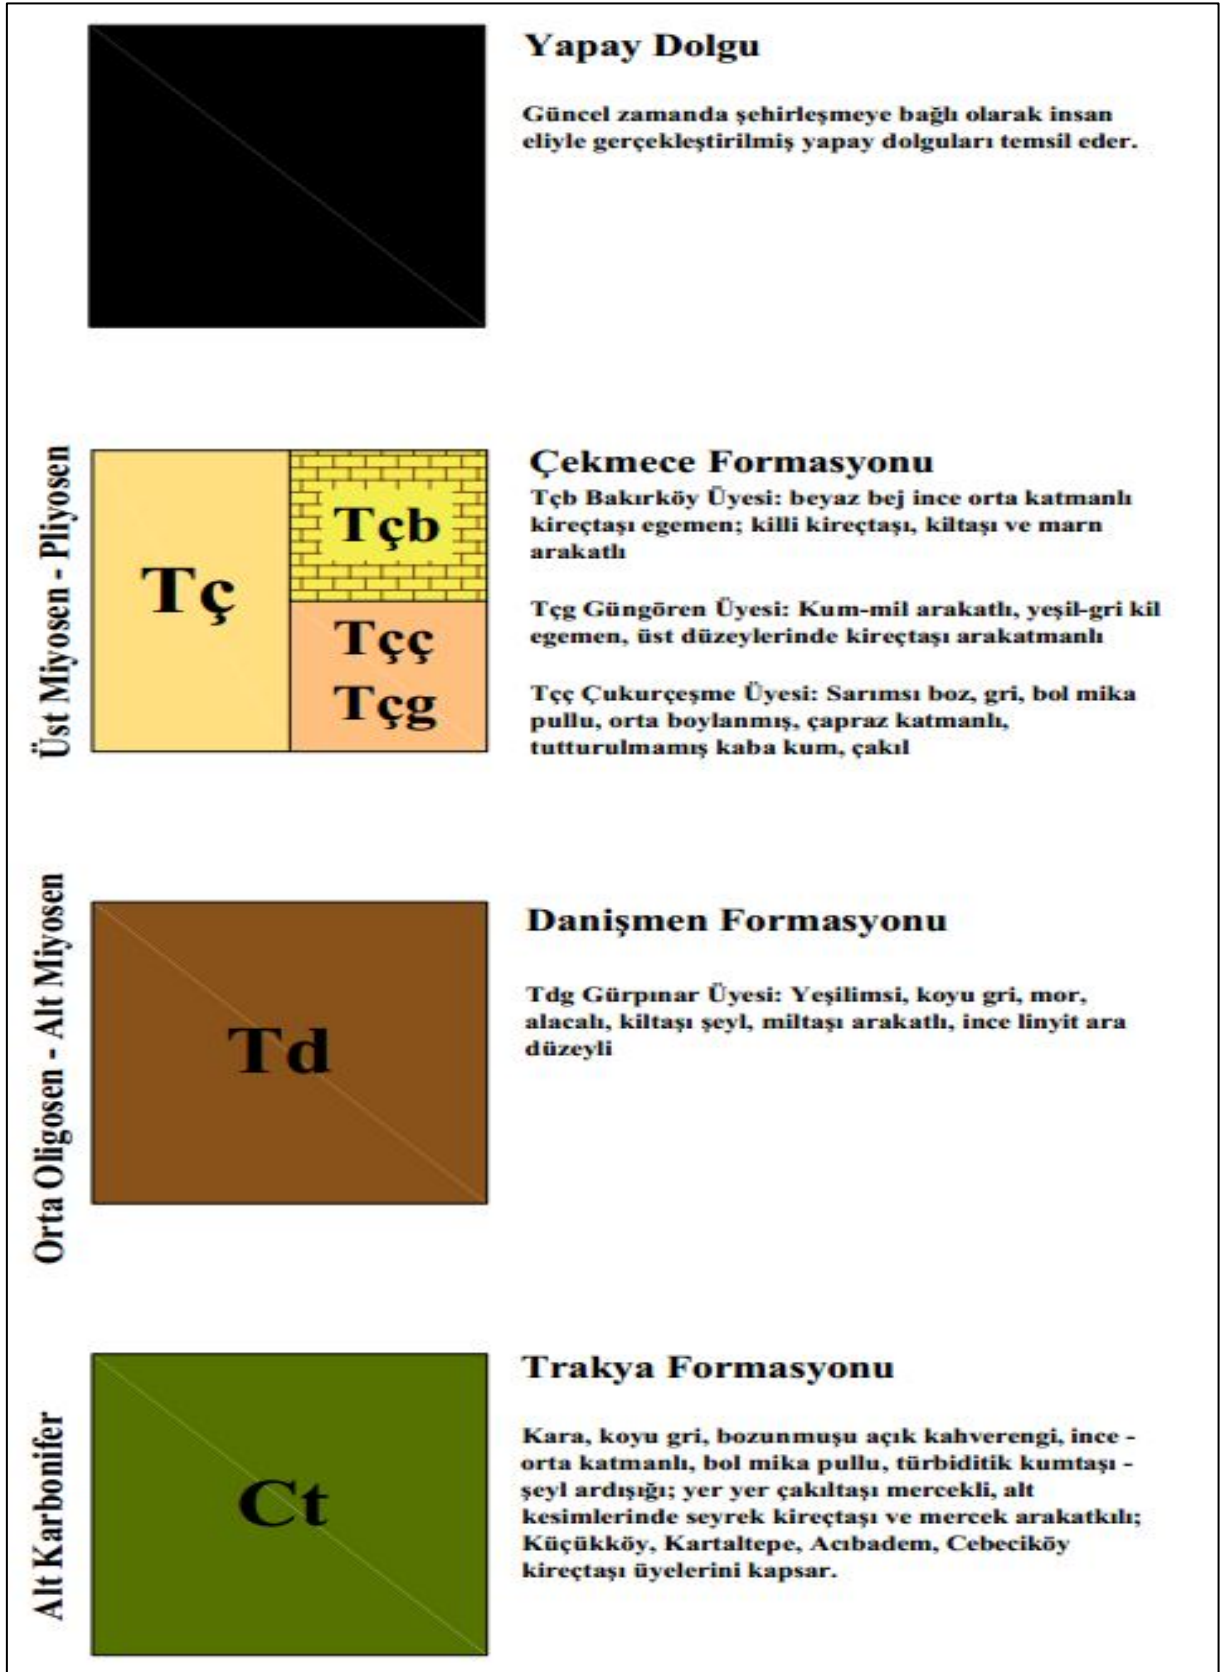 Yapay Dolgu
Güncel zamanda şehirleşmeye bağlı olarak insan
eliyle gerçekleştirilmiş yapay dolguları temsil eder.
Üst Miyosen - Pliyosen
Tç
Tçb
Tçç
Tçg
Çekmece Formasyonu
Tçb Bakırköy Üyesi: beyaz bej ince orta katmanlı
kireçtaşı egemen; killi kireçtaşı, kiltaşı ve marn
arakatlı
Tçg Güngören Üyesi: Kum-mil arakatlı, yeşil-gri kil
egemen, üst düzeylerinde kireçtaşı arakatmanlı
Tçç Çukurçeşme Üyesi: Sarımsı boz, gri, bol mika
pullu, orta boylanmış, çapraz katmanlı,
tutturulmamış kaba kum, çakıl
Orta Oligosen - Alt Miyosen
Td
Danişmen Formasyonu
Tdg Gürpınar Üyesi: Yeşilimsi, koyu gri, mor,
alacalı, kiltaşı şeyl, miltaşı arakatlı, ince linyit ara
düzeyli
Alt Karbonifer
Ct
Trakya Formasyonu
Kara, koyu gri, bozunmuşu açık kahverengi, ince -
orta katmanlı, bol mika pullu, türbiditik kumtaşı -
şeyl ardışığı; yer yer çakıltaşı mercekli, alt
kesimlerinde seyrek kireçtaşı ve mercek arakatkılı;
Küçükköy, Kartaltepe, Acıbadem, Cebeciköy
kireçtaşı üyelerini kapsar.